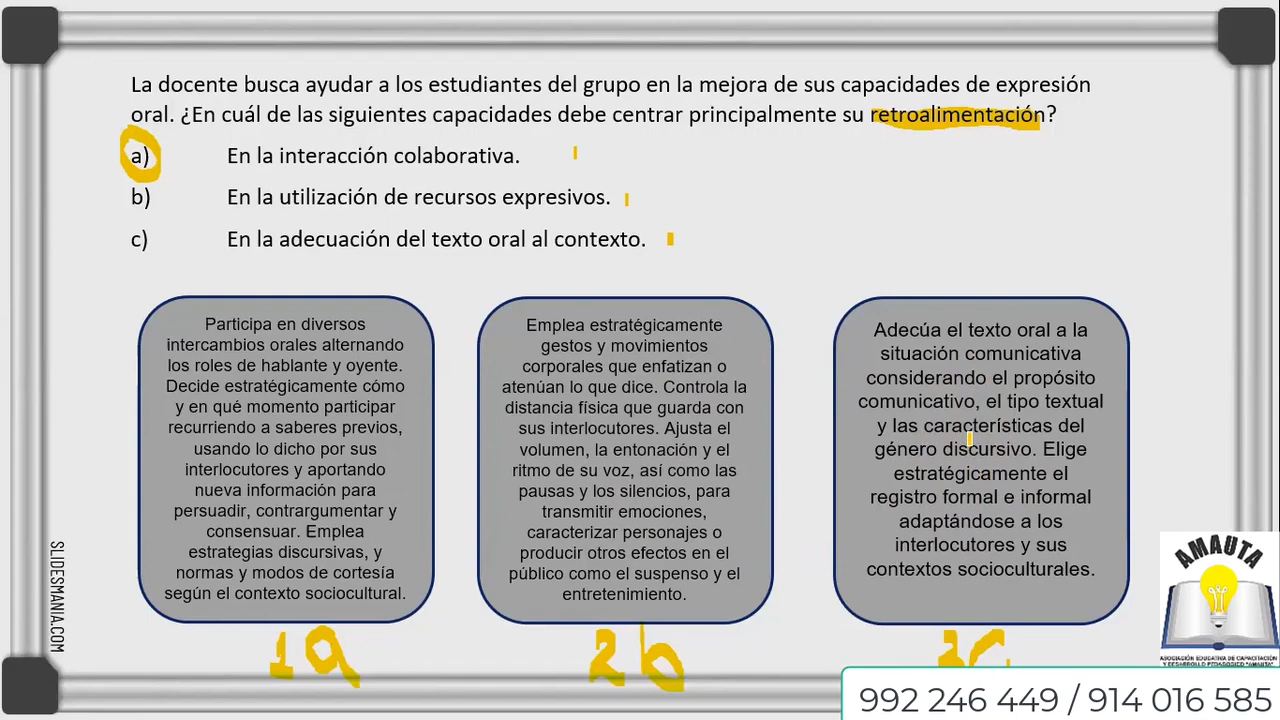 La docente busca ayudar a los estudiantes del grupo en la mejora de sus capacidades de expresión
oral. ¿En cuál de las siguientes capacidades debe centrar principalmente su retroalimentación?
a) En la interacción colaborativa.
b) En la utilización de recursos expresivos.
c) En la adecuación del texto oral al contexto.
Participa en diversos
intercambios orales alternando
los roles de hablante y oyente.
Decide estratégicamente cómo
y en qué momento participar
recurriendo a saberes previos,
usando lo dicho por sus
interlocutores y aportando
nueva información para
persuadir, contrargumentar y
consensuar. Emplea
estrategias discursivas, y
normas y modos de cortesía
según el contexto sociocultural.
Emplea estratégicamente
gestos y movimientos
corporales que enfatizan o
atenúan lo que dice. Controla la
distancia física que guarda con
sus interlocutores. Ajusta el
volumen, la entonación y el
ritmo de su voz, así como las
pausas y los silencios, para
transmitir emociones,
caracterizar personajes o
producir otros efectos en el
público como el suspenso y el
entretenimiento.
Adecúa el texto oral a la
situación comunicativa
considerando el propósito
comunicativo, el tipo textual
y las características del
género discursivo. Elige
estratégicamente el
registro formal e informal
adaptándose a los
interlocutores y sus
contextos socioculturales.
1a
2b
3c
SLIDESMANIA.COM
AMAUTA
ASOCIACIÓN EDUCATIVA DE CAPACITACIÓN
Y DESARROLLO PEDAGÓGICO "AMAUTA"
992 246 449 / 914 016 585